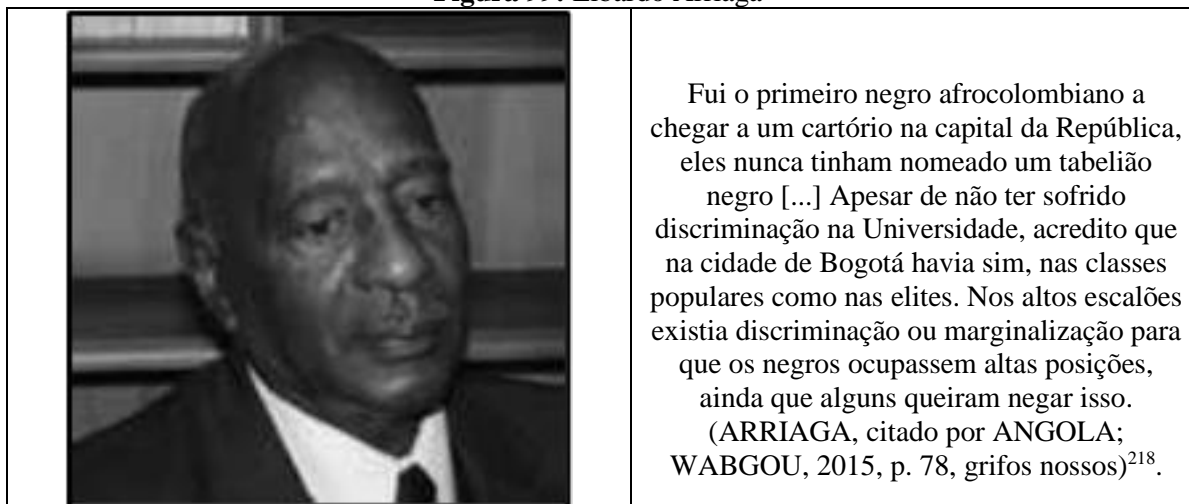 Fui o primeiro negro afrocolombiano a
chegar a um cartório na capital da República,
eles nunca tinham nomeado um tabelião
negro [...] Apesar de não ter sofrido
discriminação na Universidade, acredito que
na cidade de Bogotá havia sim, nas classes
populares como nas elites. Nos altos escalões
existia discriminação ou marginalização para
que os negros ocupassem altas posições,
ainda que alguns queiram negar isso.
(ARRIAGA, citado por ANGOLA;
WABGOU, 2015, p. 78, grifos nossos)218.